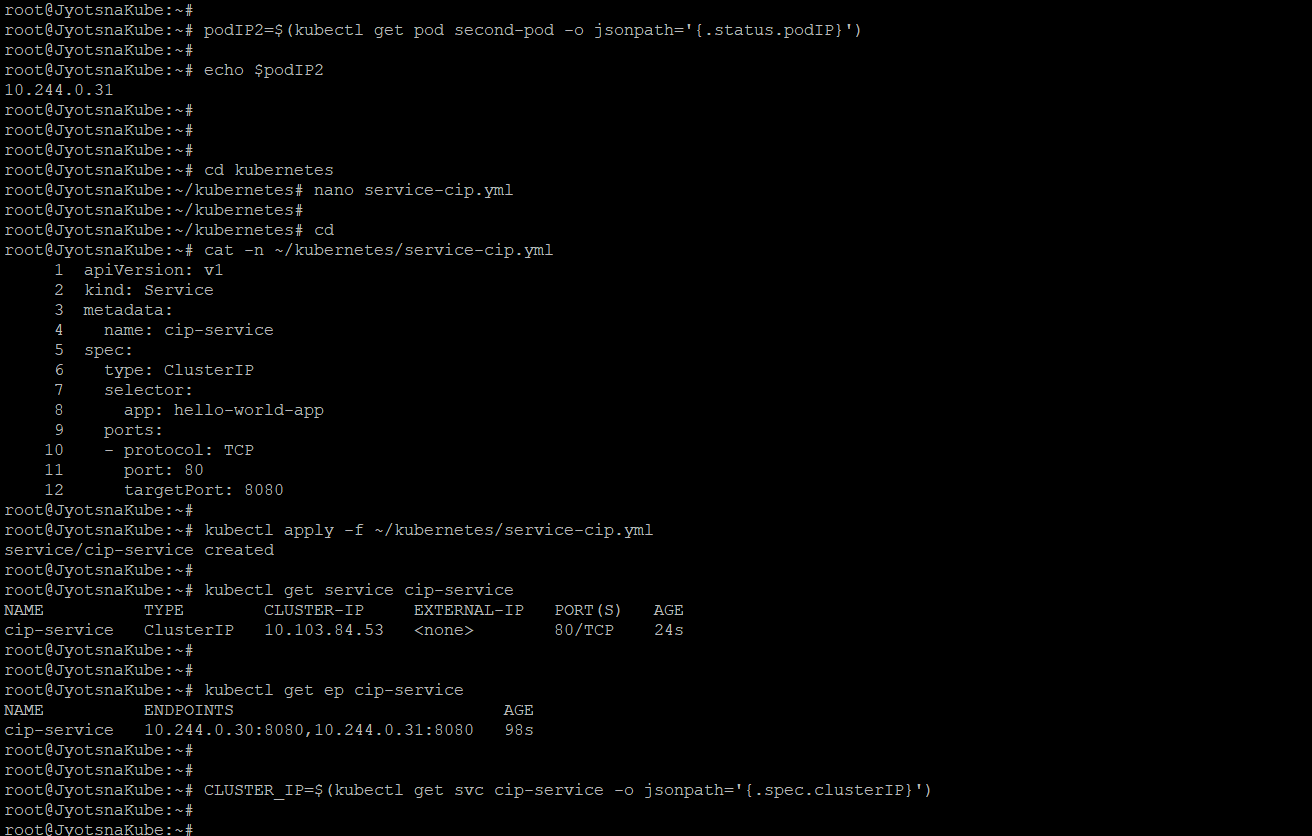 root@JyotsnaKube:~#
root@JyotsnaKube:~# podIP2=$(kubectl get pod second-pod -o jsonpath='{.status.podIP}')
root@JyotsnaKube:~#
root@JyotsnaKube:~# echo $podIP2
10.244.0.31
root@JyotsnaKube:~#
root@JyotsnaKube:~#
root@JyotsnaKube:~#
root@JyotsnaKube:~# cd kubernetes
root@JyotsnaKube:~/kubernetes# nano service-cip.yml
root@JyotsnaKube:~/kubernetes#
root@JyotsnaKube:~/kubernetes# cd
root@JyotsnaKube:~# cat -n ~/kubernetes/service-cip.yml
     1  apiVersion: v1
     2  kind: Service
     3  metadata:
     4    name: cip-service
     5  spec:
     6    type: ClusterIP
     7    selector:
     8      app: hello-world-app
     9    ports:
    10    - protocol: TCP
    11      port: 80
    12      targetPort: 8080
root@JyotsnaKube:~#
root@JyotsnaKube:~# kubectl apply -f ~/kubernetes/service-cip.yml
service/cip-service created
root@JyotsnaKube:~#
root@JyotsnaKube:~# kubectl get service cip-service
NAME          TYPE        CLUSTER-IP     EXTERNAL-IP   PORT(S)   AGE
cip-service   ClusterIP   10.103.84.53   <none>        80/TCP    24s
root@JyotsnaKube:~#
root@JyotsnaKube:~#
root@JyotsnaKube:~# kubectl get ep cip-service
NAME          ENDPOINTS                           AGE
cip-service   10.244.0.30:8080,10.244.0.31:8080   98s
root@JyotsnaKube:~#
root@JyotsnaKube:~#
root@JyotsnaKube:~# CLUSTER_IP=$(kubectl get svc cip-service -o jsonpath='{.spec.clusterIP}')
root@JyotsnaKube:~#
root@JyotsnaKube:~#